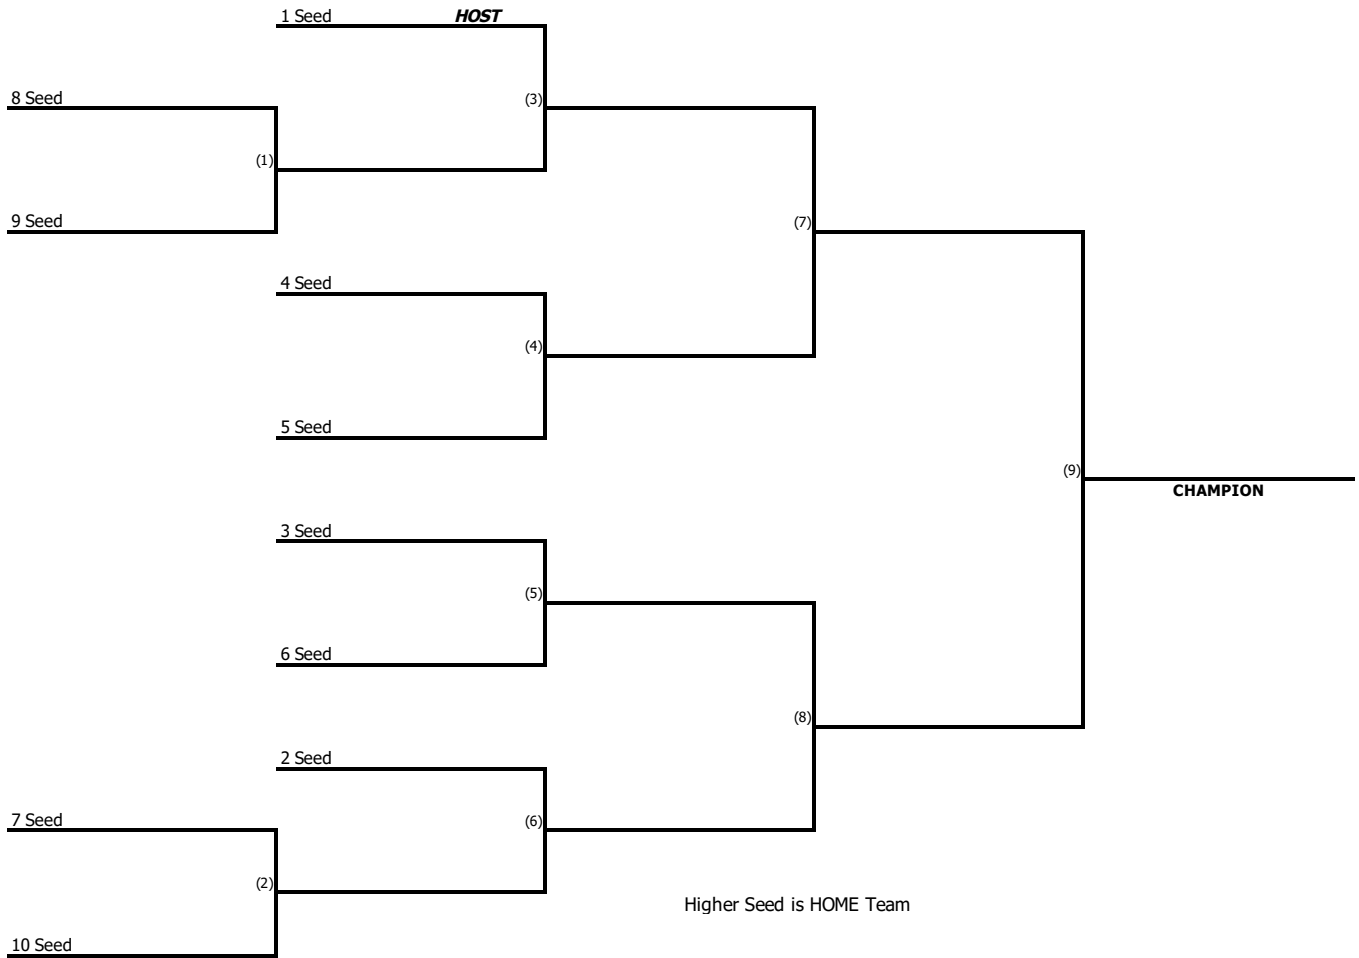 1 Seed HOST
8 Seed
(3)
(1)
9 Seed
(7)
4 Seed
(4)
5 Seed
(9)
CHAMPION
3 Seed
(5)
6 Seed
(8)
2 Seed
7 Seed
(6)
(2)
Higher Seed is HOME Team
10 Seed